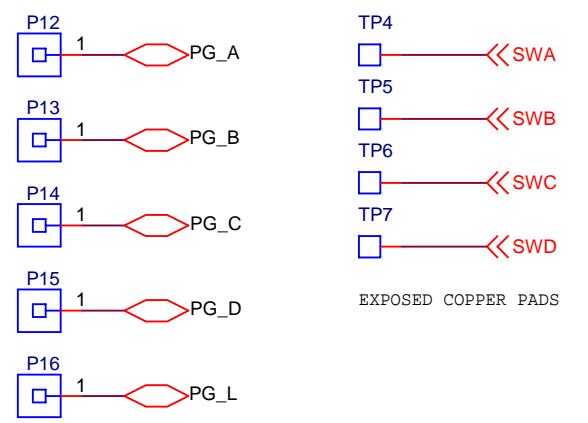 P12
1
PG_A
P13
1
PG_B
P14
1
PG_C
P15
1
PG_D
P16
1
PG_L
TP4
SWA
TP5
SWB
TP6
SWC
TP7
SWD
EXPOSED COPPER PADS